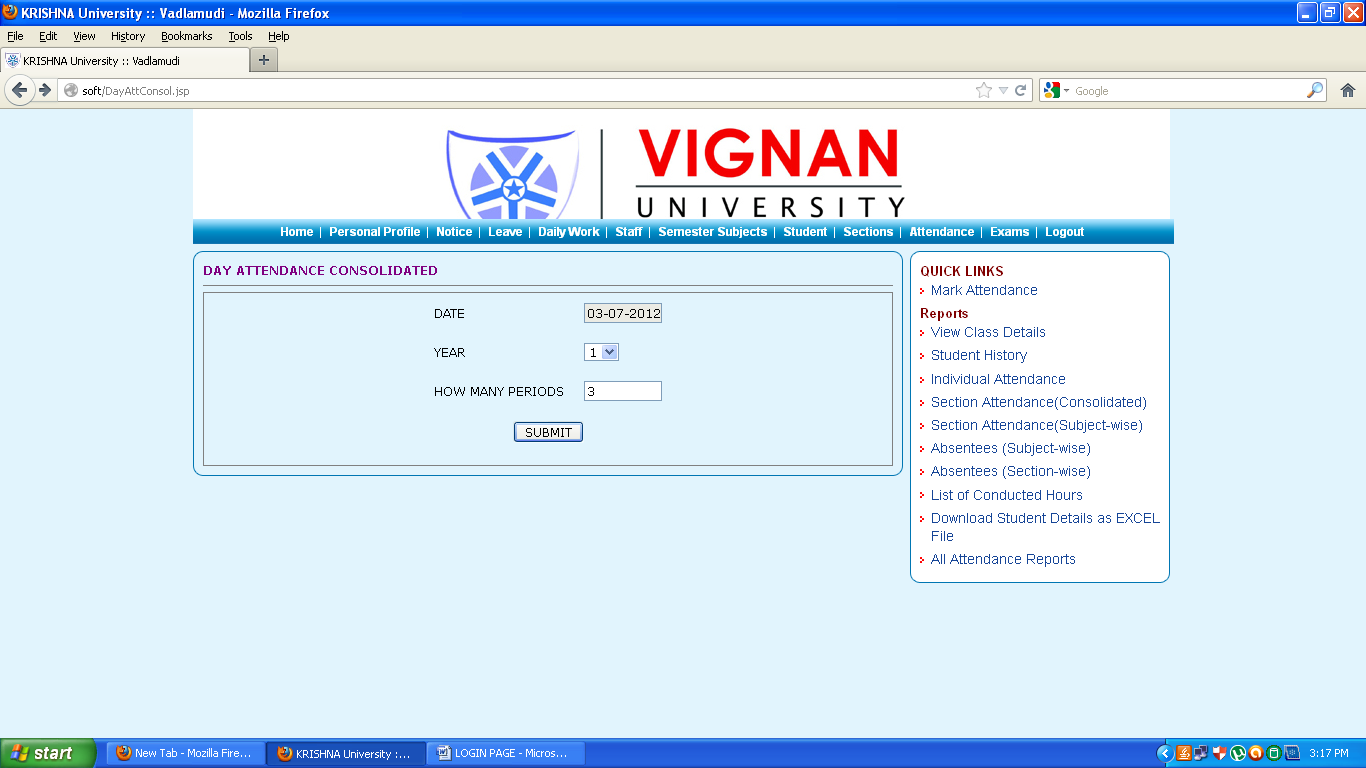 KRISHNA University :: Vadlamudi - Mozilla Firefox
File Edit View History Bookmarks Tools Help
KRISHNA University :: Vadlamudi
soft/DayAttConsol.jsp
Google
VIGNAN
UNIVERSITY
Home | Personal Profile | Notice | Leave | Daily Work | Staff | Semester Subjects | Student | Sections | Attendance | Exams | Logout
DAY ATTENDANCE CONSOLIDATED
DATE 03-07-2012
YEAR 1
HOW MANY PERIODS 3
SUBMIT
QUICK LINKS
Mark Attendance
Reports
View Class Details
Student History
Individual Attendance
Section Attendance(Consolidated)
Section Attendance(Subject-wise)
Absentees (Subject-wise)
Absentees (Section-wise)
List of Conducted Hours
Download Student Details as EXCEL
File
All Attendance Reports
start New Tab - Mozilla Fire... KRISHNA University :... LOGIN PAGE - Micros... 3:17 PM